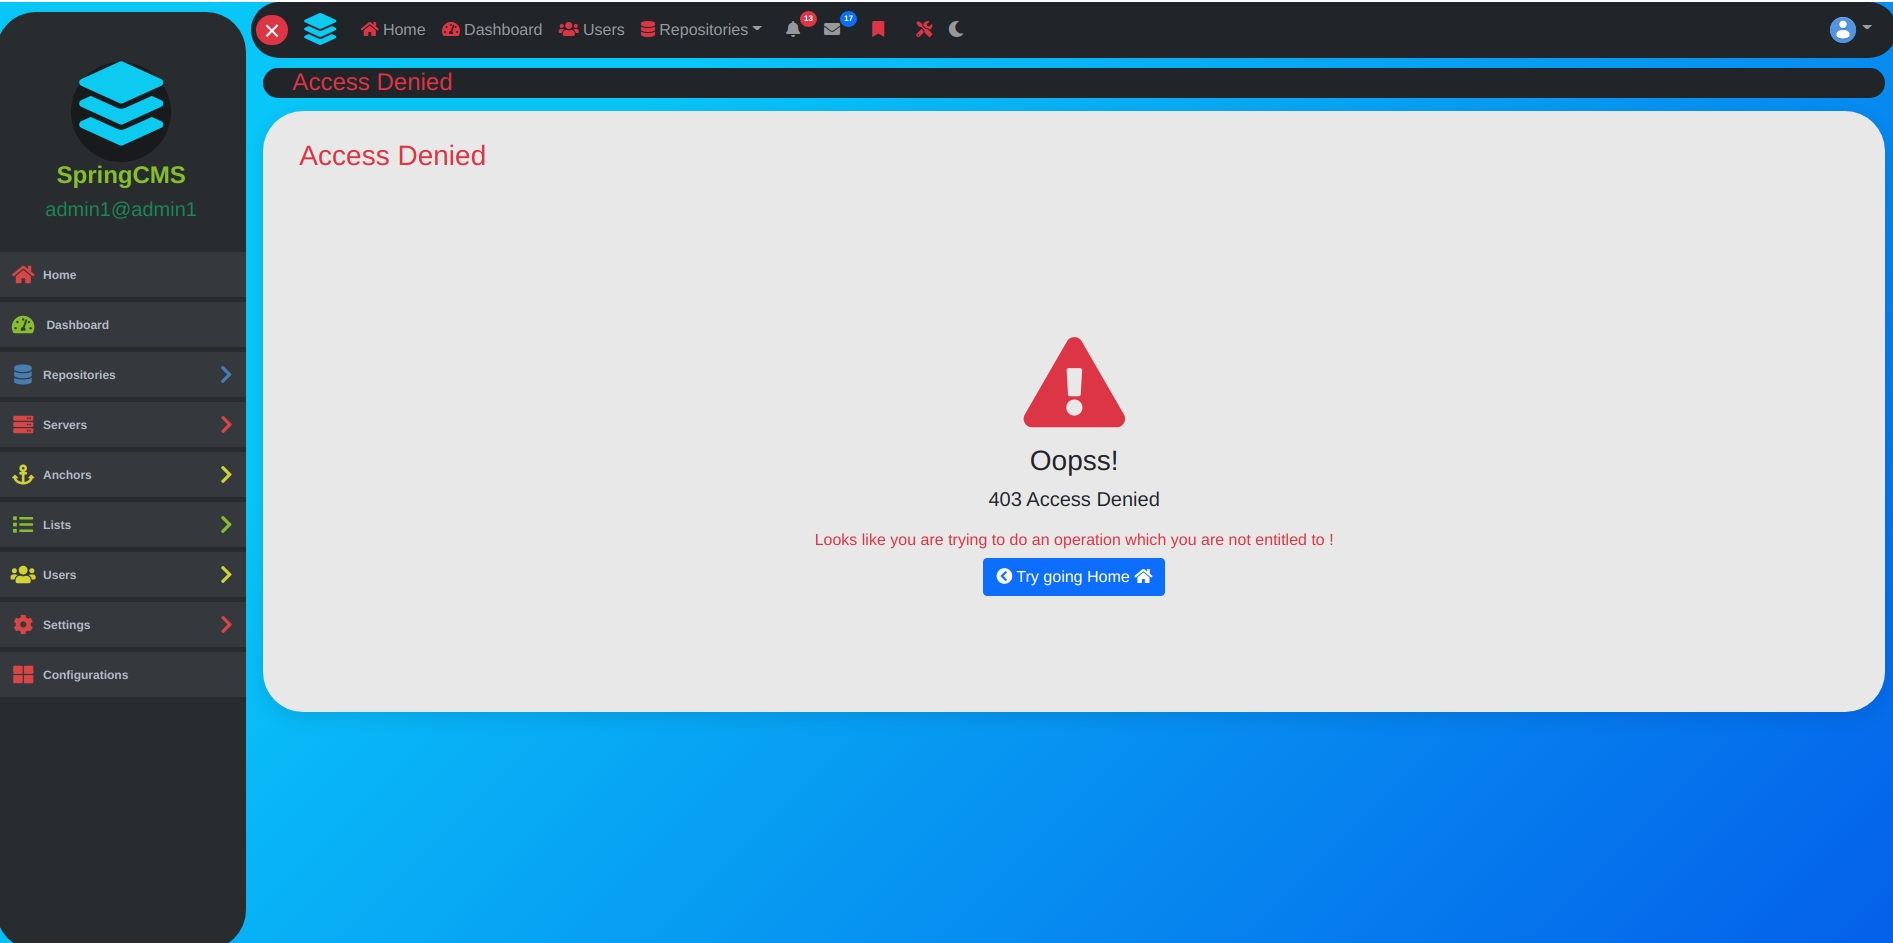 SpringCMS
admin1@admin1
Home
Dashboard
Repositories
Servers
Anchors
Lists
Users
Settings
Configurations
Home Dashboard Users Repositories 13 17
Access Denied
Access Denied
Oopss!
403 Access Denied
Looks like you are trying to do an operation which you are not entitled to !
Try going Home